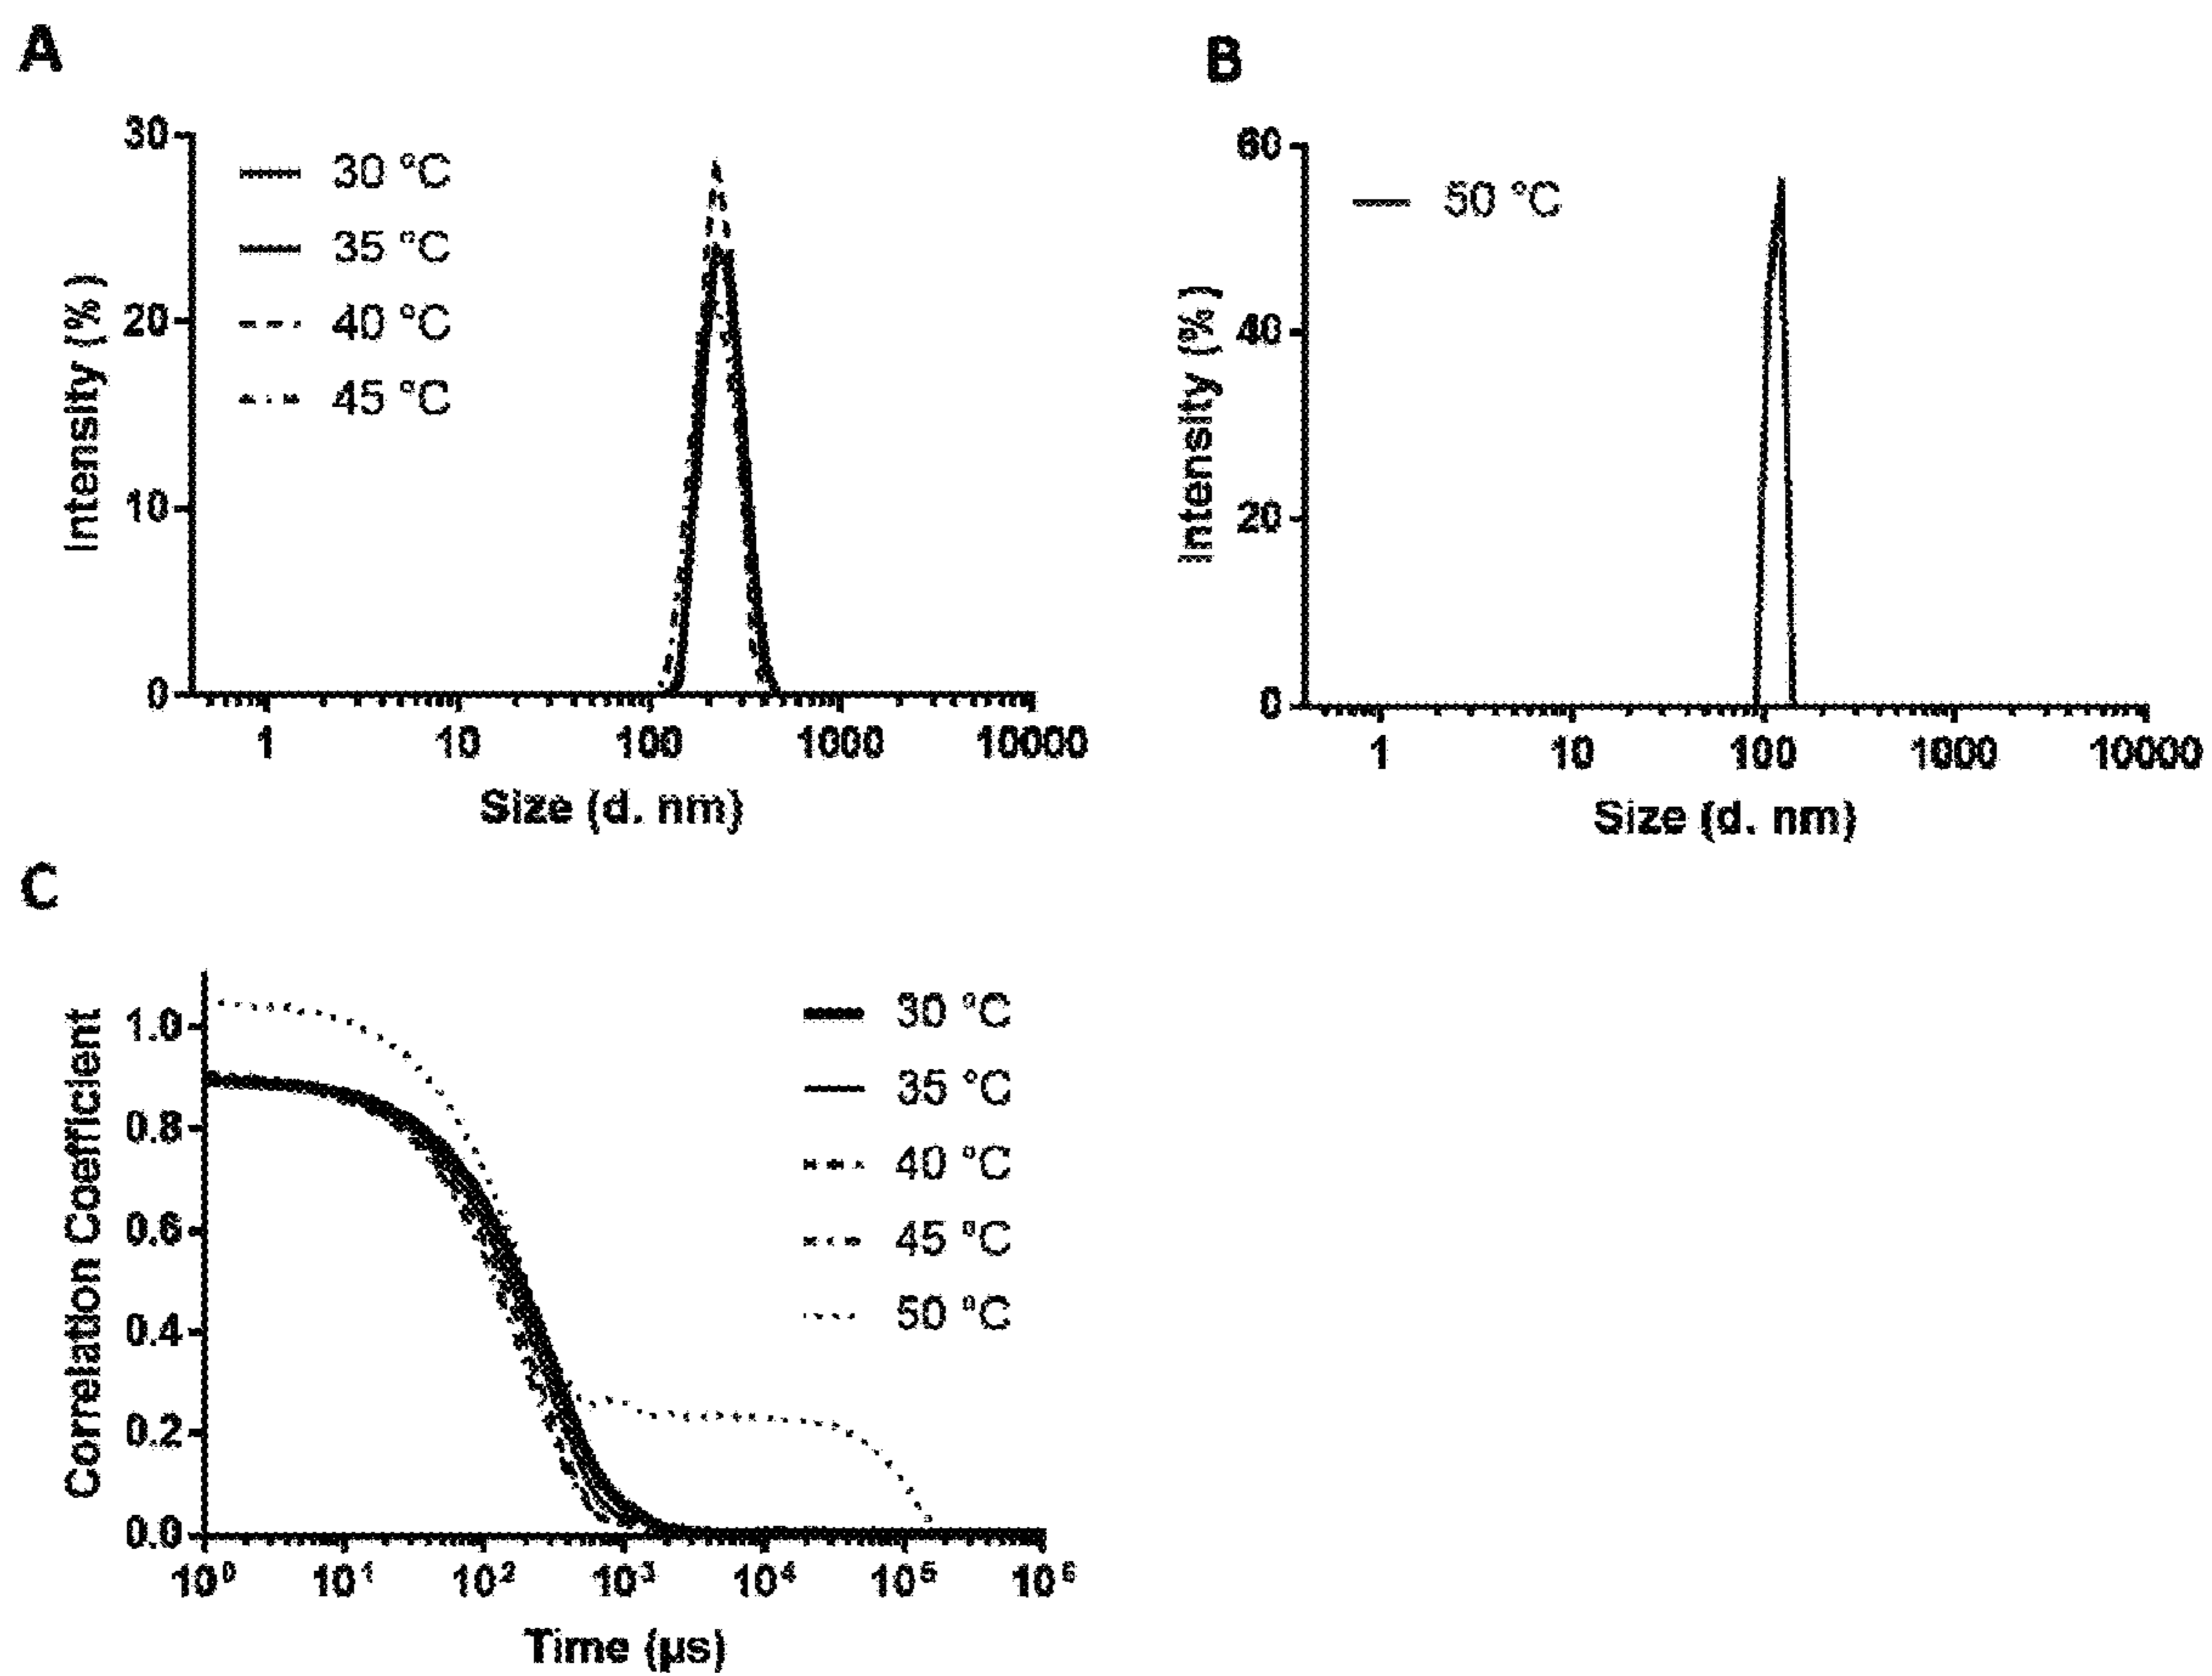 A
30
20
10
0
Intensity (%)
30 °C
35 °C
40 °C
45 °C
1 10 100 1000 10000
Size (d. nm)
B
60
40
20
0
Intensity (%)
50 °C
1 10 100 1000 10000
Size (d. nm)
C
1.0
0.8
0.6
0.4
0.2
0.0
Correlation Coefficient
30 °C
35 °C
40 °C
45 °C
50 °C
10⁰ 10¹ 10² 10³ 10⁴ 10⁵ 10⁶
Time (µs)